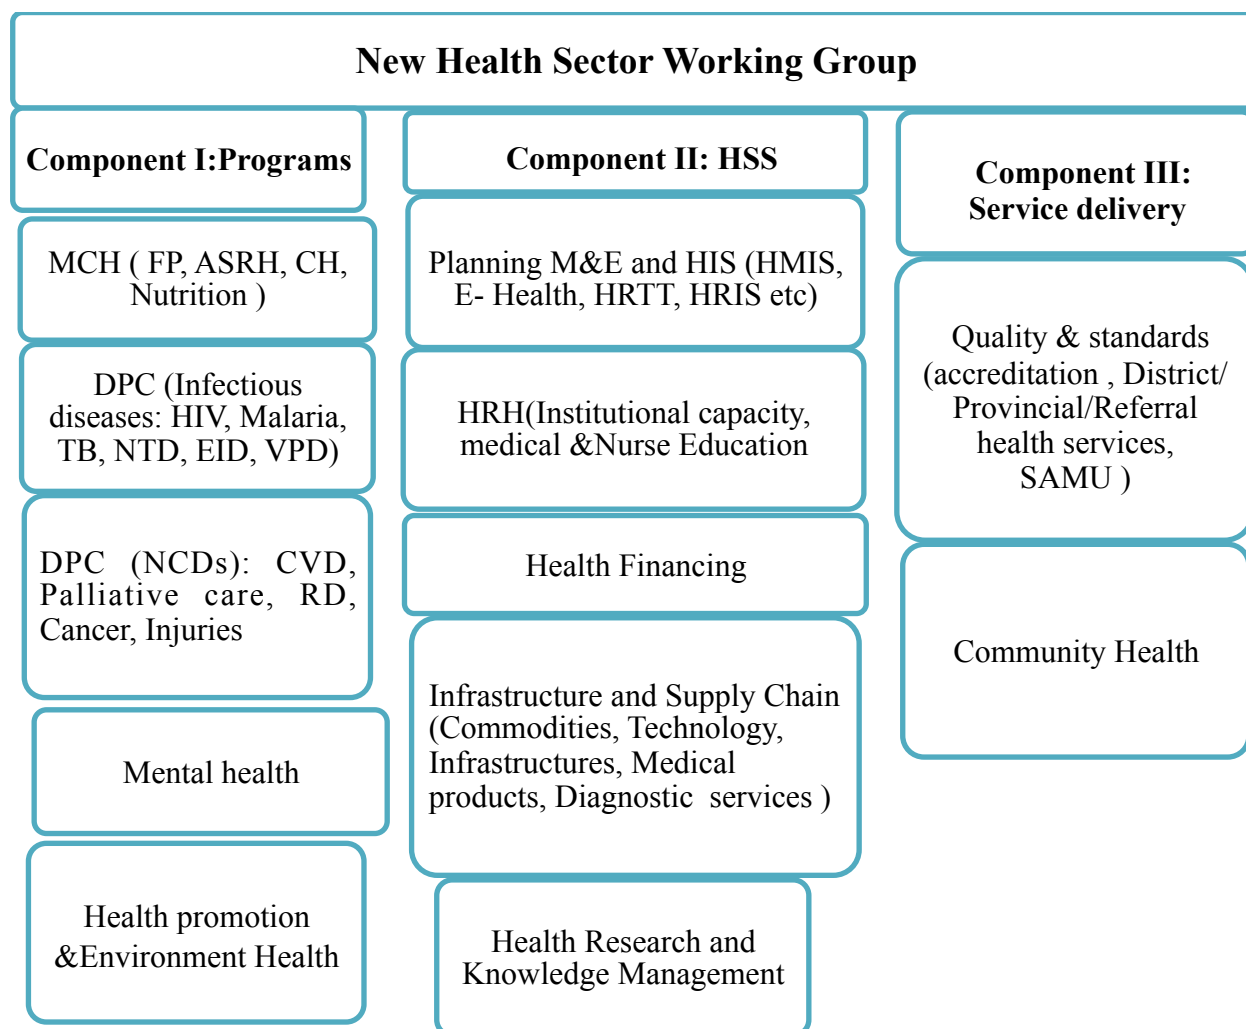 New Health Sector Working Group
Component I:Programs
MCH ( FP, ASRH, CH,
Nutrition )
DPC (Infectious
diseases: HIV, Malaria,
TB, NTD, EID, VPD)
DPC (NCDs): CVD,
Palliative care, RD,
Cancer, Injuries
Mental health
Health promotion
&Environment Health
Component II: HSS
Planning M&E and HIS (HMIS,
E- Health, HRTT, HRIS etc)
HRH(Institutional capacity,
medical &Nurse Education
Health Financing
Infrastructure and Supply Chain
(Commodities, Technology,
Infrastructures, Medical
products, Diagnostic services )
Health Research and
Knowledge Management
Component III:
Service delivery
Quality & standards
(accreditation , District/
Provincial/Referral
health services,
SAMU )
Community Health